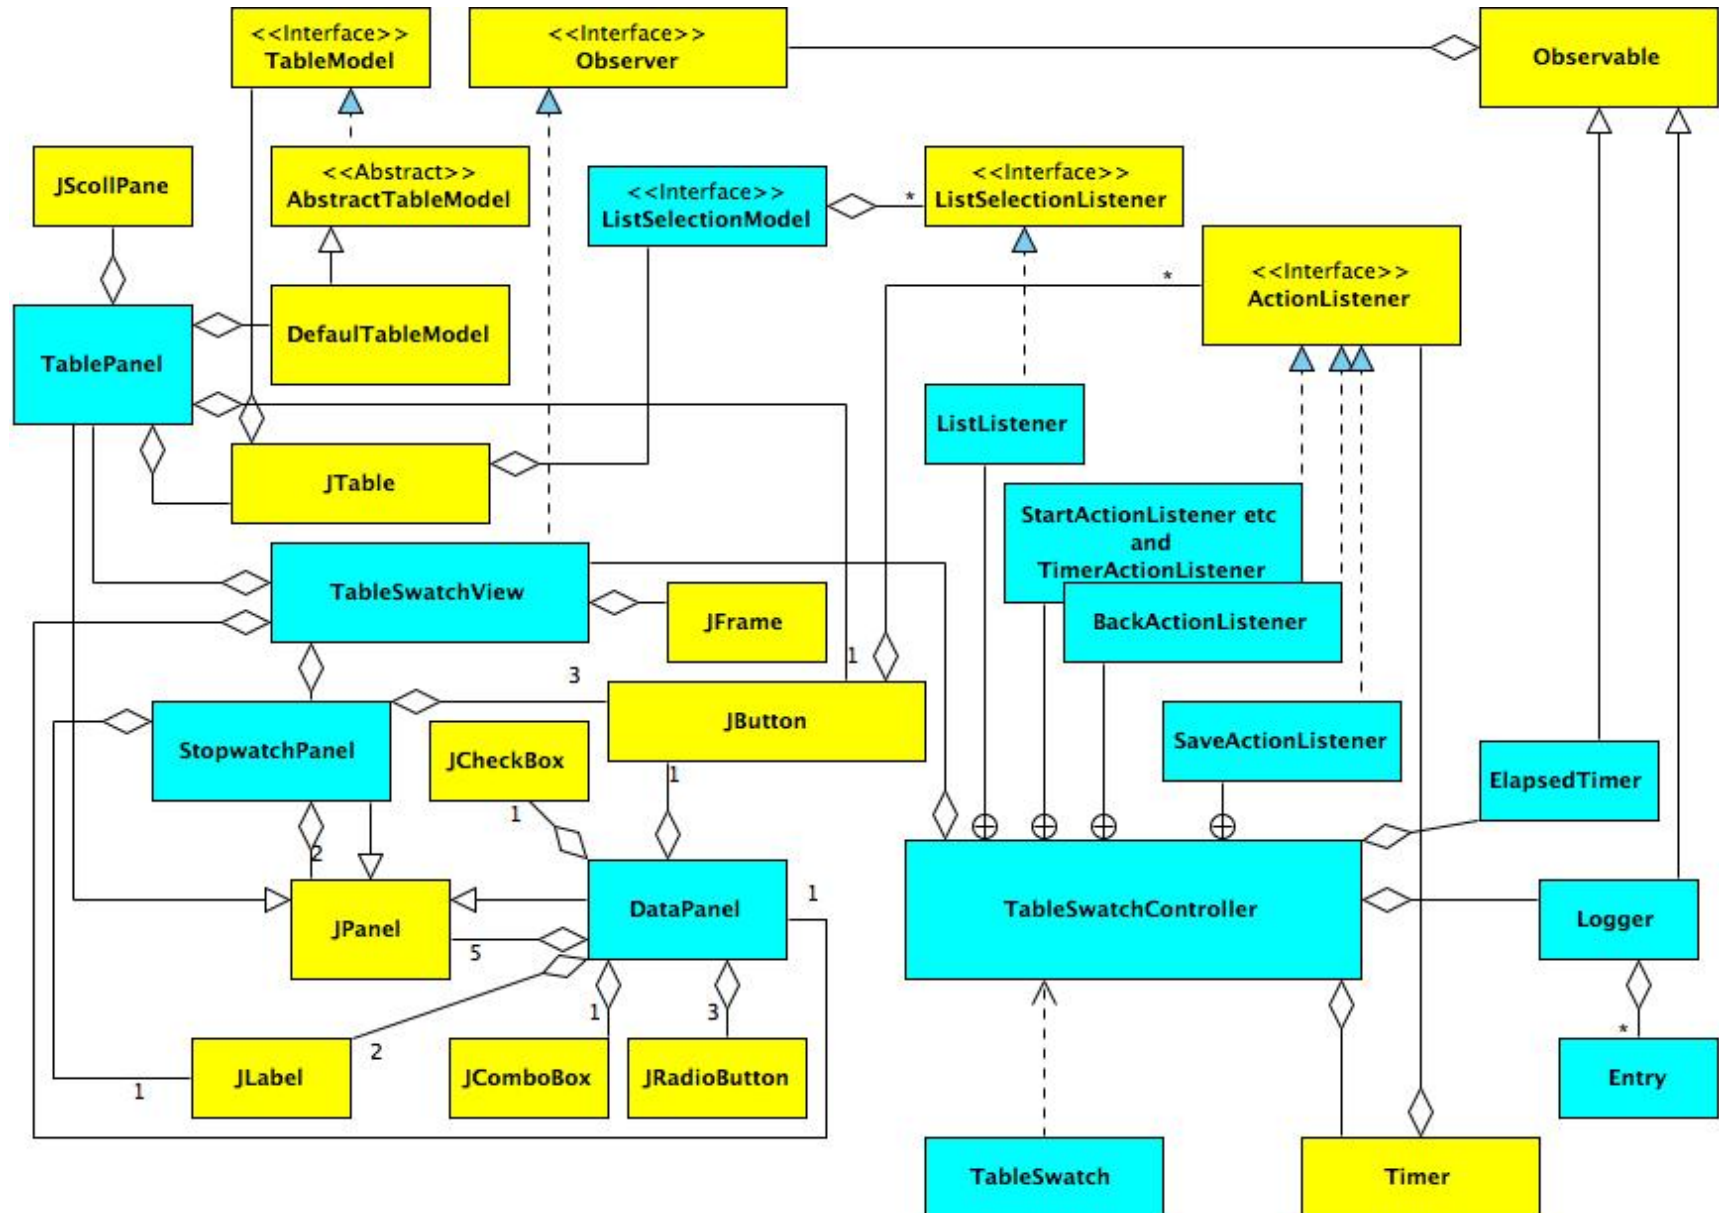 <<Interface>>
TableModel
<<Interface>>
Observer
Observable
JScollPane
<<Abstract>>
AbstractTableModel
<<Interface>>
ListSelectionModel
*
<<Interface>>
ListSelectionListener
*
<<Interface>>
ActionListener
TablePanel
DefaulTableModel
ListListener
JTable
StartActionListener etc
and
TimerActionListener
TableSwatchView
JFrame
BackActionListener
1
3
StopwatchPanel
JButton
JCheckBox
SaveActionListener
1
1
ElapsedTimer
2
JPanel
5
DataPanel
1
TableSwatchController
Logger
1
3
*
2
1
JLabel
JComboBox
JRadioButton
Entry
TableSwatch
Timer